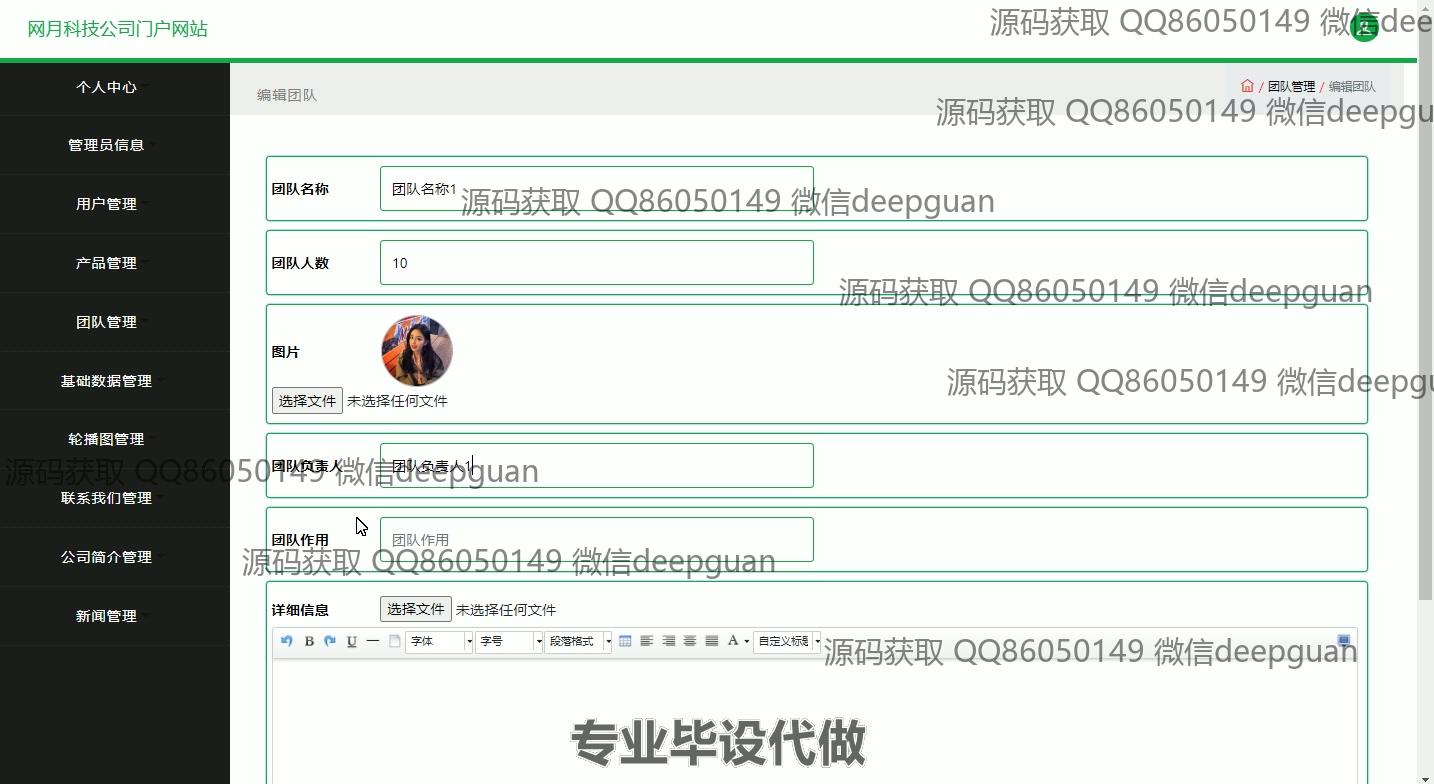 网月科技公司门户网站
源码获取 QQ86050149 微信dee
个人中心
编辑团队
/ 团队管理 / 编辑团队
源码获取 QQ86050149 微信deepgu
管理员信息
团队名称 团队名称1
源码获取 QQ86050149 微信deepguan
用户管理
产品管理
团队人数 10
源码获取 QQ86050149 微信deepguan
团队管理
图片
源码获取 QQ86050149 微信deepgu
基础数据管理
选择文件 未选择任何文件
轮播图管理
团队负责人 团队负责人1
源码获取 QQ86050149 微信deepguan
联系我们管理
团队作用 团队作用
公司简介管理
源码获取 QQ86050149 微信deepguan
详细信息 选择文件 未选择任何文件
新闻管理
B U 字体 字号 段落格式 A 自定义标题
源码获取 QQ86050149 微信deepguan
专业毕设代做